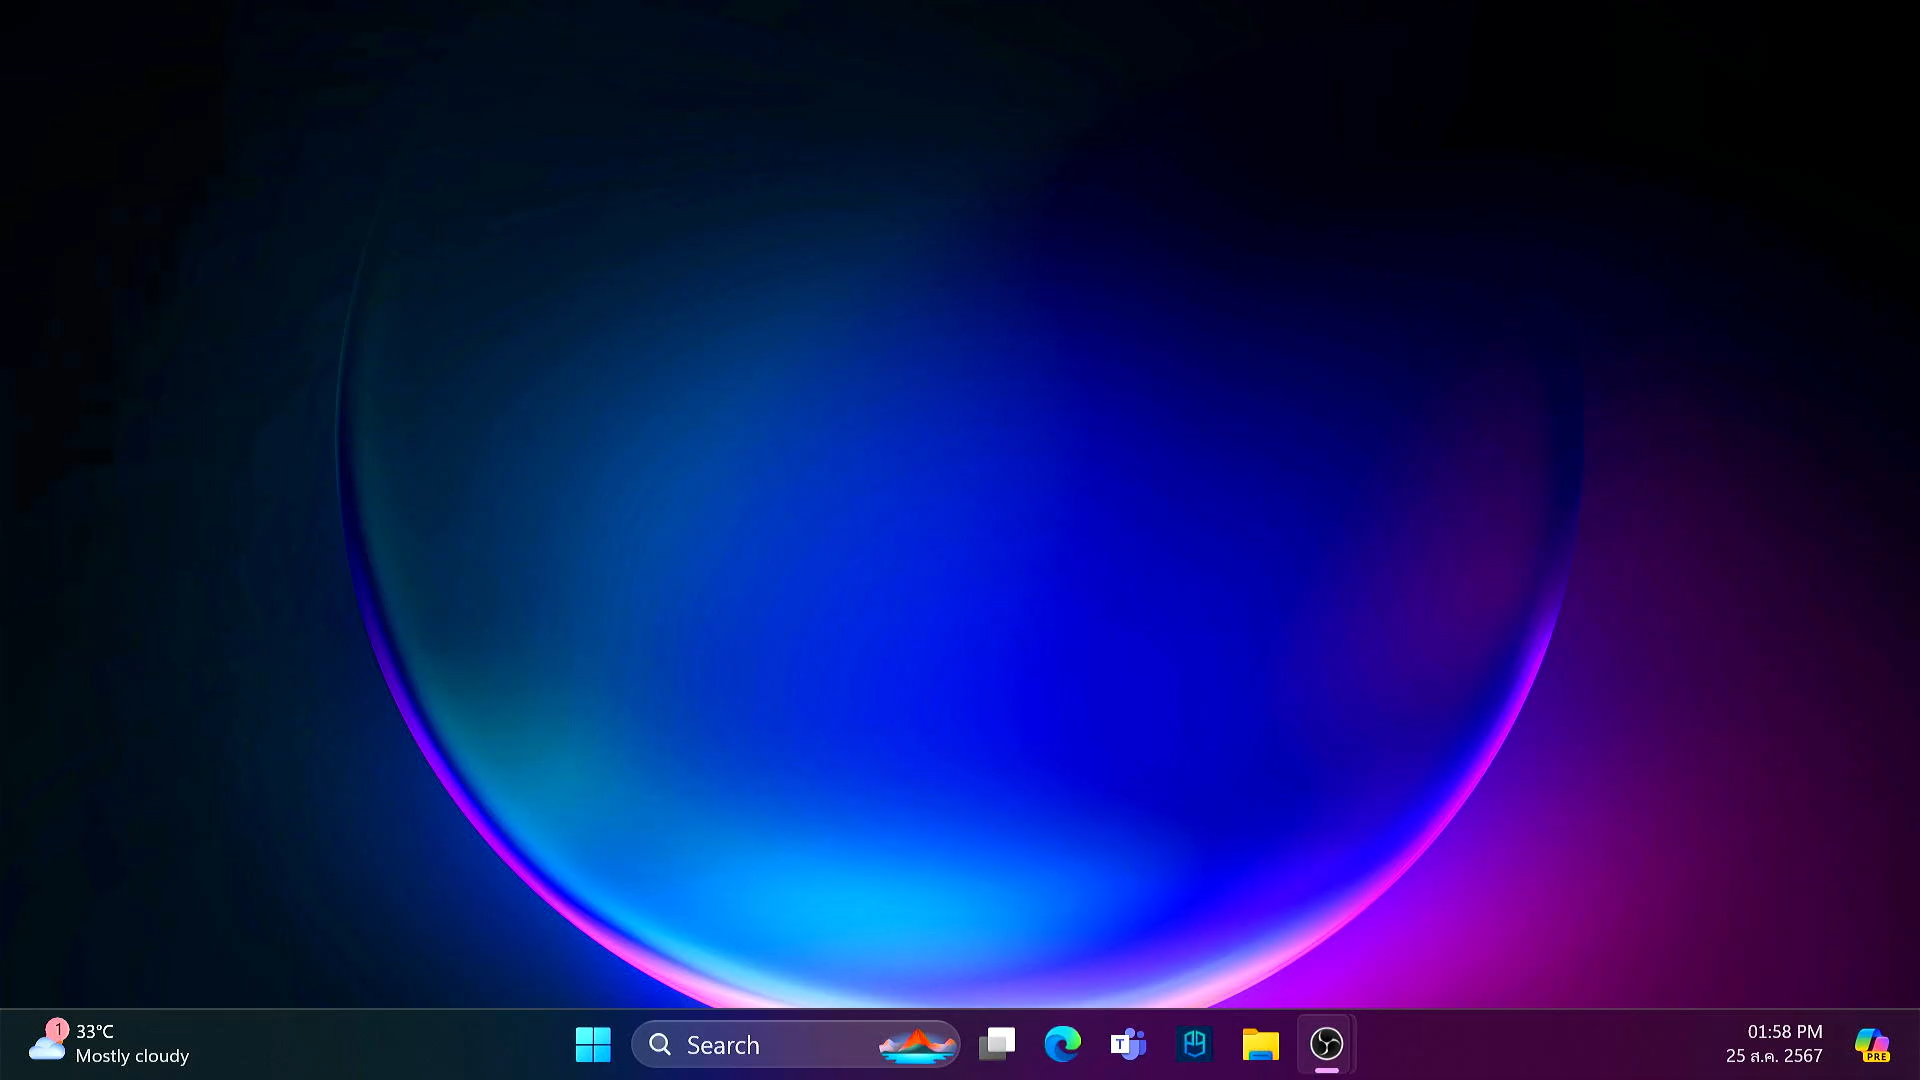 1
33°C
Mostly cloudy
Search
T
01:58 PM
25 ส.ค. 2567
PRE